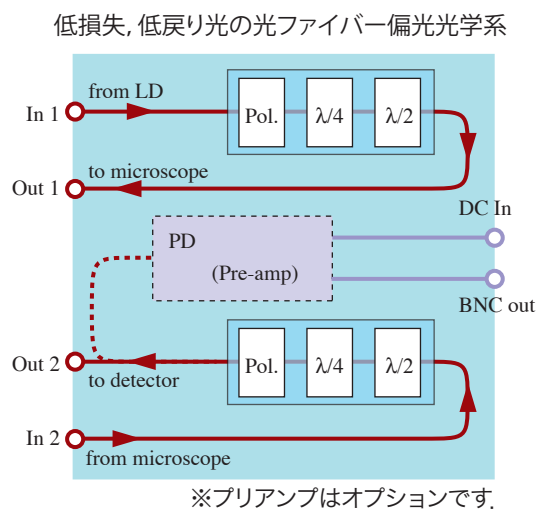 低損失, 低戻り光の光ファイバー偏光光学系
from LD
In 1
Pol.
λ/4
λ/2
to microscope
Out 1
DC In
PD
(Pre-amp)
BNC out
Out 2
to detector
Pol.
λ/4
λ/2
In 2
from microscope
※プリアンプはオプションです.